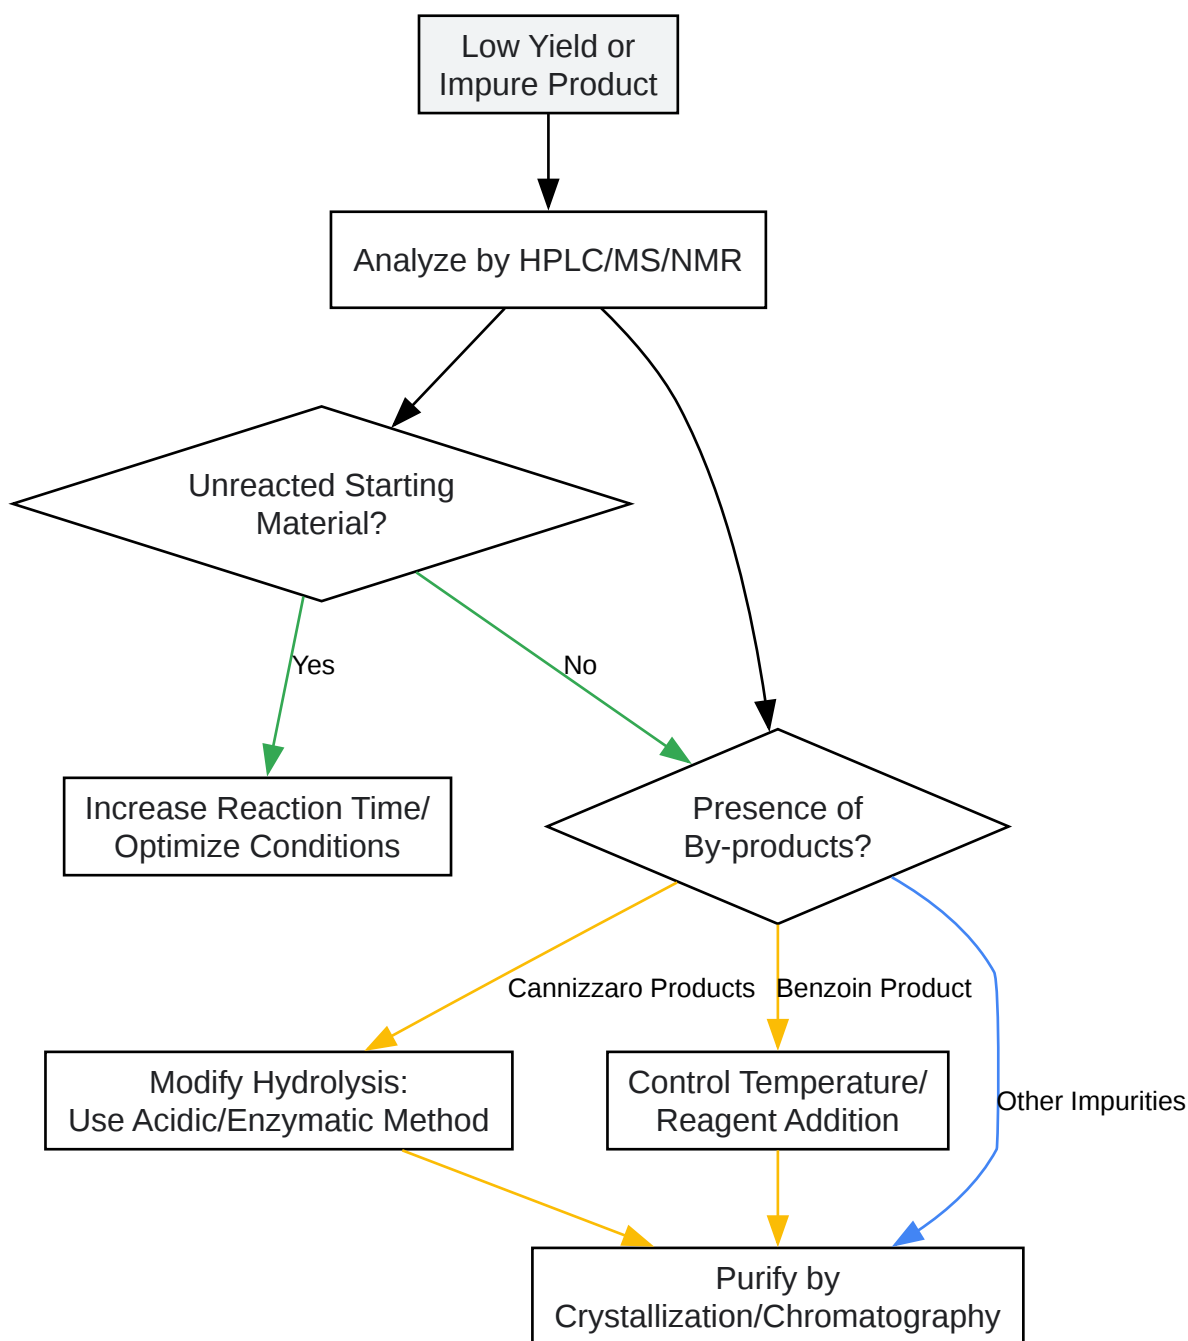 Low Yield or
Impure Product
Analyze by HPLC/MS/NMR
Unreacted Starting
Material?
Yes
No
Increase Reaction Time/
Optimize Conditions
Presence of
By-products?
Cannizzaro Products
Benzoin Product
Modify Hydrolysis:
Use Acidic/Enzymatic Method
Control Temperature/
Reagent Addition
Other Impurities
Purify by
Crystallization/Chromatography